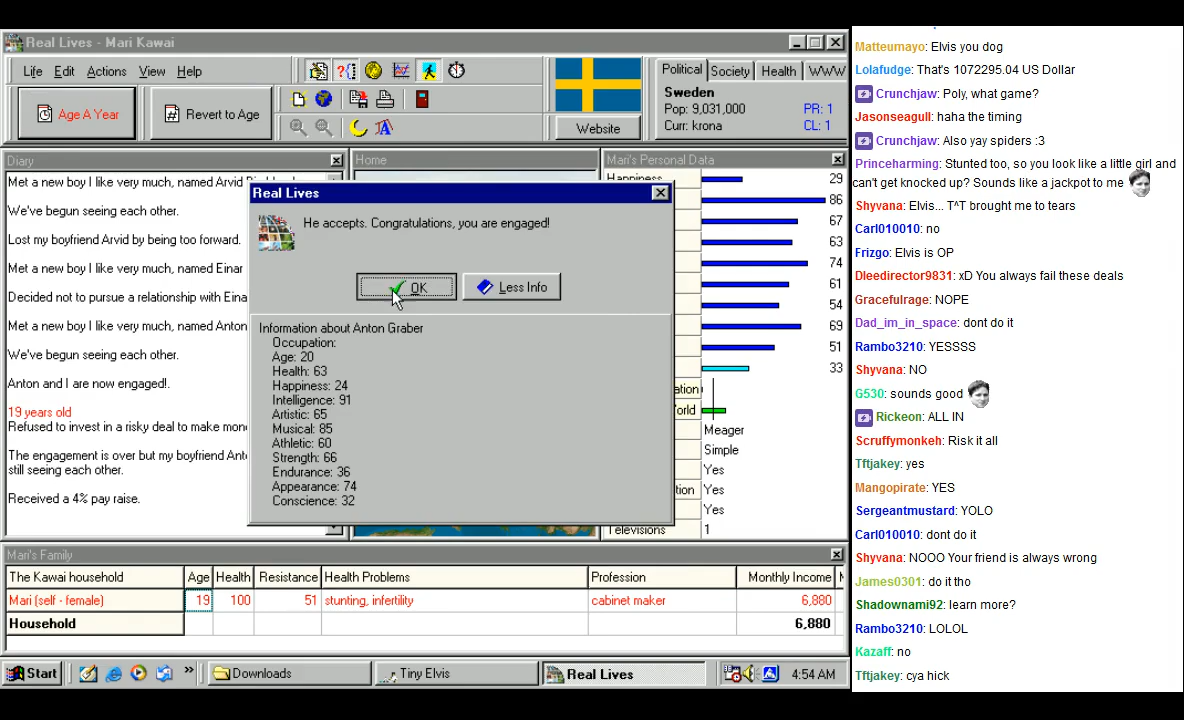 Real Lives - Mari Kawai
Life Edit Actions View Help
Age A Year
Revert to Age
Website
Political Society Health WWW
Sweden
Pop: 9,031,000 PR: 1
Curr: krona CL: 1
Diary
Met a new boy I like very much, named Arvid
We've begun seeing each other.
Lost my boyfriend Arvid by being too forward.
Met a new boy I like very much, named Einar
Decided not to pursue a relationship with Eina
Met a new boy I like very much, named Anton
We've begun seeing each other.
Anton and I are now engaged!.
19 years old
Refused to invest in a risky deal to make mone
The engagement is over but my boyfriend Anto
still seeing each other.
Received a 4% pay raise.
Home
Real Lives
He accepts. Congratulations, you are engaged!
OK
Less Info
Information about Anton Graber
Occupation:
Age: 20
Health: 63
Happiness: 24
Intelligence: 91
Artistic: 65
Musical: 85
Athletic: 60
Strength: 66
Endurance: 36
Appearance: 74
Conscience: 32
Mari's Personal Data
Happiness 29
86
67
63
74
61
54
69
51
33
ation
orld
Meager
Simple
Yes
tion Yes
Yes
Televisions 1
Mari's Family
The Kawai household Age Health Resistance Health Problems Profession Monthly Income
Mari (self - female) 19 100 51 stunting, infertility cabinet maker 6,880
Household 6,880
Start
Downloads
Tiny Elvis
Real Lives
4:54 AM
Matteumayo: Elvis you dog
Lolafudge: That's 1072295.04 US Dollar
Crunchjaw: Poly, what game?
Jasonseagull: haha the timing
Crunchjaw: Also yay spiders :3
Princeharming: Stunted too, so you look like a little girl and
can't get knocked up? Sounds like a jackpot to me
Shyvana: Elvis... T^T brought me to tears
Carl010010: no
Frizgo: Elvis is OP
Dleedirector9831: xD You always fail these deals
Gracefulrage: NOPE
Dad_im_in_space: dont do it
Rambo3210: YESSSS
Shyvana: NO
G530: sounds good
Rickeon: ALL IN
Scruffymonkeh: Risk it all
Tftjakey: yes
Mangopirate: YES
Sergeantmustard: YOLO
Carl010010: dont do it
Shyvana: NOOO Your friend is always wrong
James0301: do it tho
Shadownami92: learn more?
Rambo3210: LOLOL
Kazaff: no
Tftjakey: cya hick